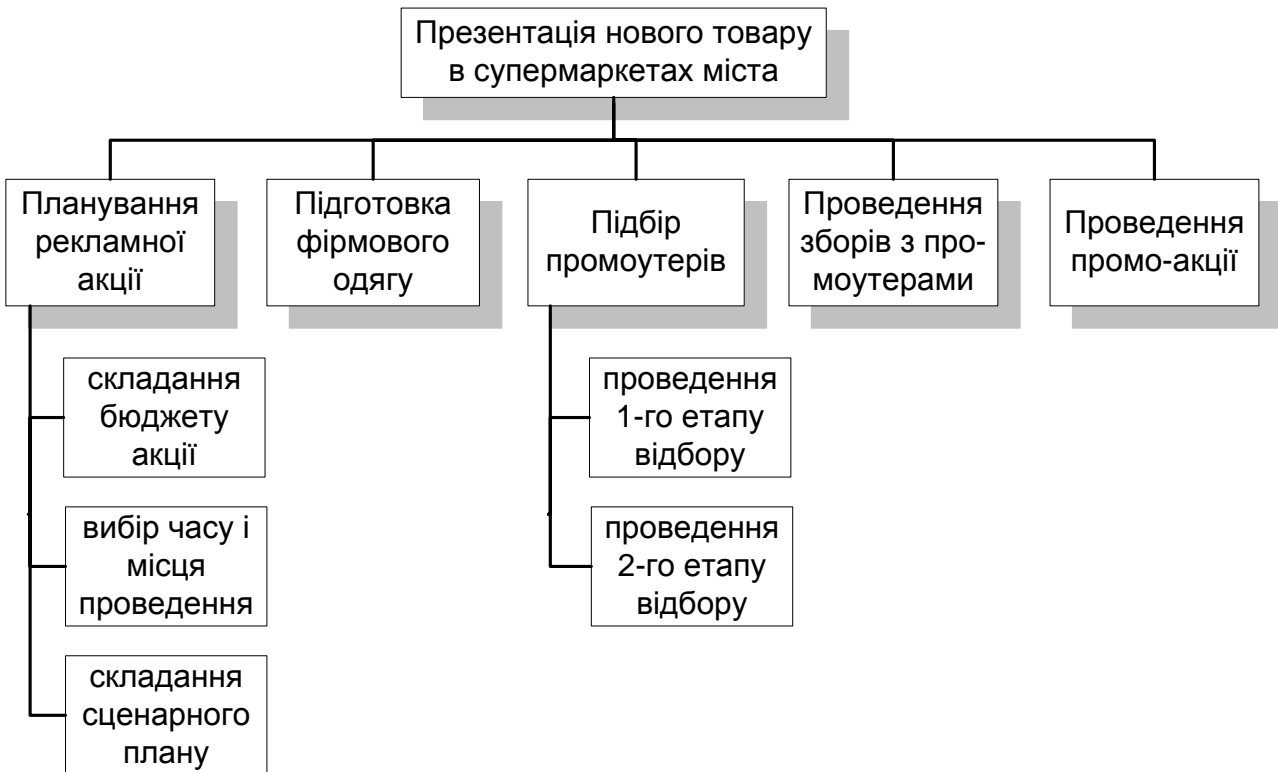 Презентація нового товару
в супермаркетах міста
Планування
рекламної
акції
Підготовка
фірмового
одягу
Підбір
промоутерів
Проведення
зборів з про-
моутерами
Проведення
промо-акції
складання
бюджету
акції
вибір часу і
місця
проведення
складання
сценарного
плану
проведення
1-го етапу
відбору
проведення
2-го етапу
відбору